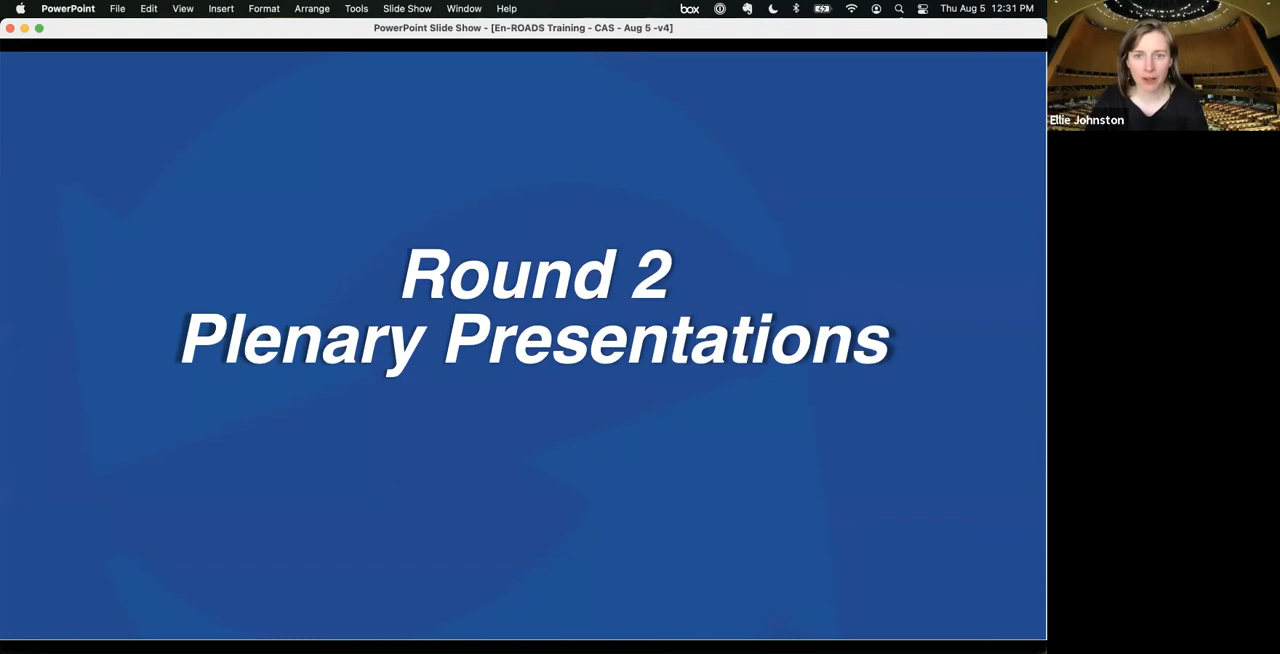 box
PowerPoint File Edit View Insert Format Arrange Tools Slide Show Window Help
Thu Aug 5 12:31 PM
PowerPoint Slide Show - [En-ROADS Training - CAS - Aug 5 -v4]
Ellie Johnston
Round 2
Plenary Presentations